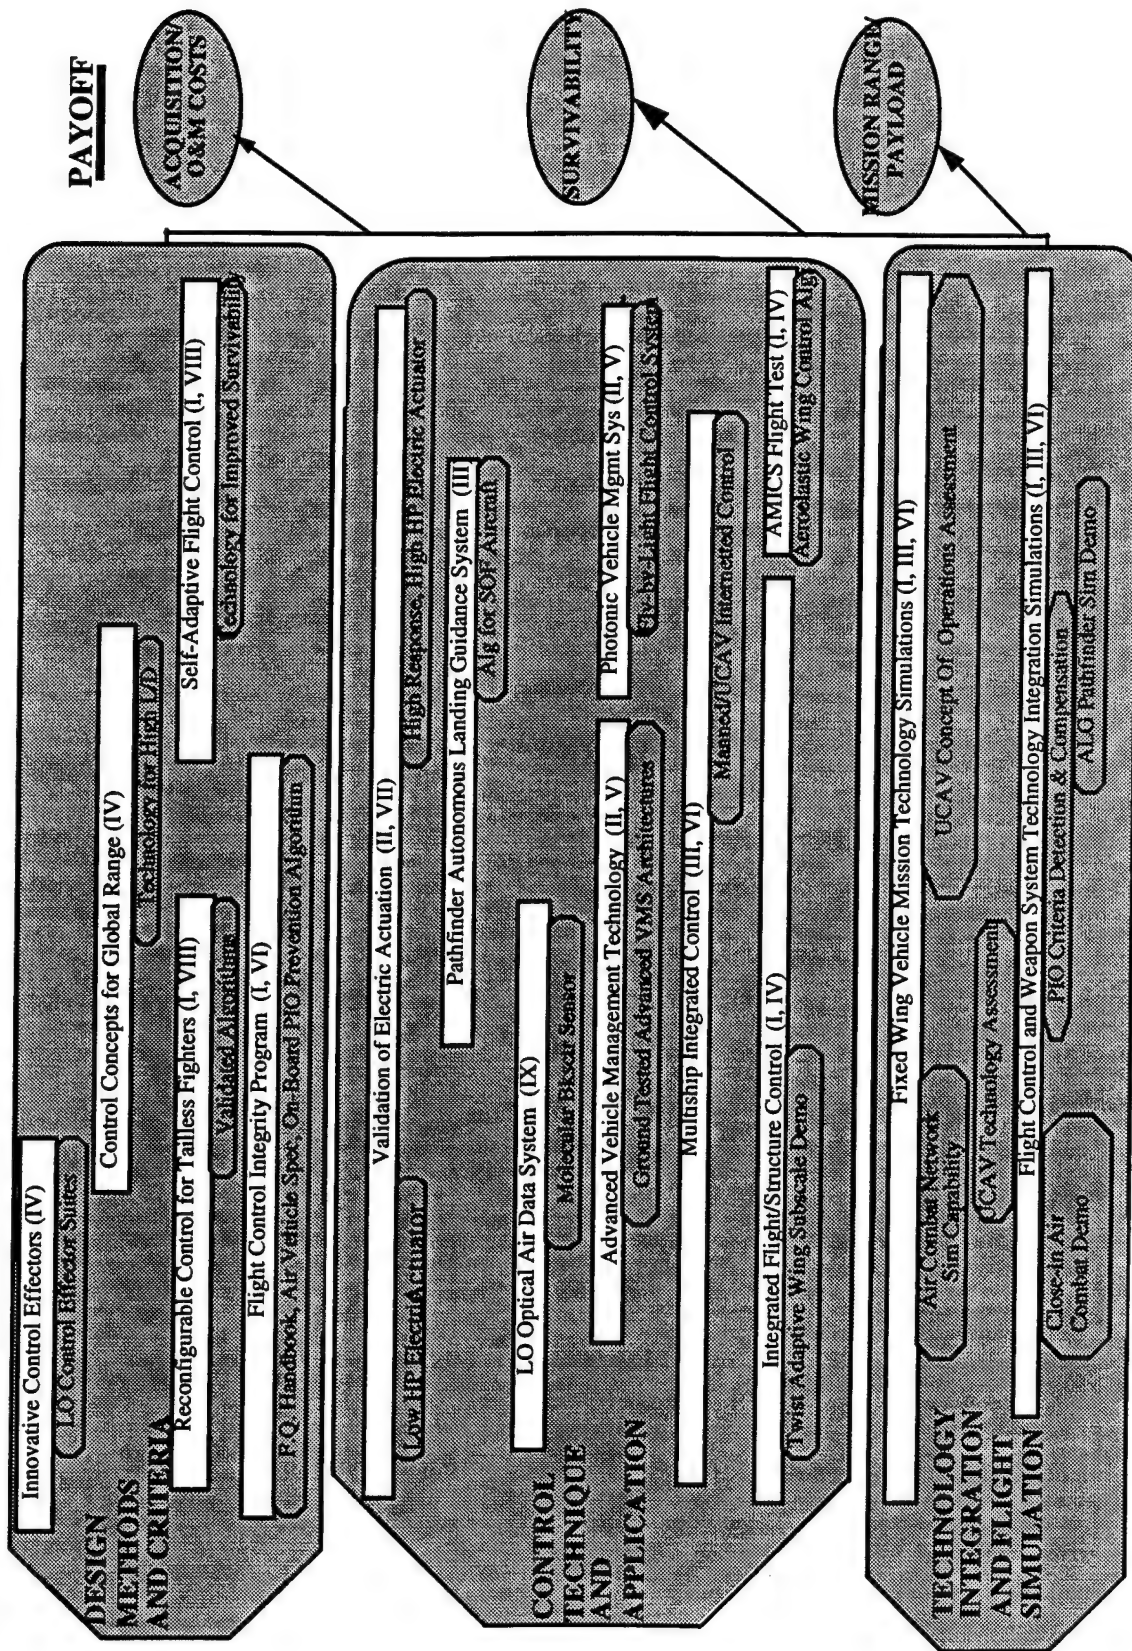 PAYOFF
ACQUISITION/
O&M COSTS
SURVIVABILITY
MISSION RANGE/
PAYLOAD
DESIGN
METHODS
AND CRITERIA
Innovative Control Effectors (IV)
LO Control Effector Suites
Control Concepts for Global Range (IV)
Technology for High L/D
Reconfigurable Control for Tailless Fighters (I, VIII)
Validated Algorithms
Self-Adaptive Flight Control (I, VIII)
Technology for Improved Survivability
Flight Control Integrity Program (I, VI)
FQ Handbook, Air Vehicle Spec, On-Board PIO Prevention Algorithm
CONTROL
TECHNIQUE
AND
APPLICATION
Validation of Electric Actuation (II, VII)
Low HP ElectricActuator
High Response, High HP Electric Actuator
Pathfinder Autonomous Landing Guidance System (III)
Alg for SOF Aircraft
LO Optical Air Data System (IX)
Molecular Bkscar Sensor
Advanced Vehicle Management Technology (II, V)
Ground Tested Advanced VMS Architectures
Photonic Vehicle Mgmt Sys (II, V)
Fly-by-Light Flight Control System
Multiship Integrated Control (III, VI)
Manned/UCAV Internetted Control
Integrated Flight/Structure Control (I, IV)
Twist Adaptive Wing Subscale Demo
AMICS Flight Test (I, IV)
Aeroelastic Wing Control Alg
TECHNOLOGY
INTEGRATION
AND FLIGHT
SIMULATION
Fixed Wing Vehicle Mission Technology Simulations (I, III, VI)
Air Combat Network
Sim Capability
UCAV Concept Of Operations Assessment
UCAV Technology Assessment
Flight Control and Weapon System Technology Integration Simulations (I, III, VI)
Close-in Air
Combat Demo
PIO Criteria Detection & Compensation
ALG Pathfinder Sim Demo